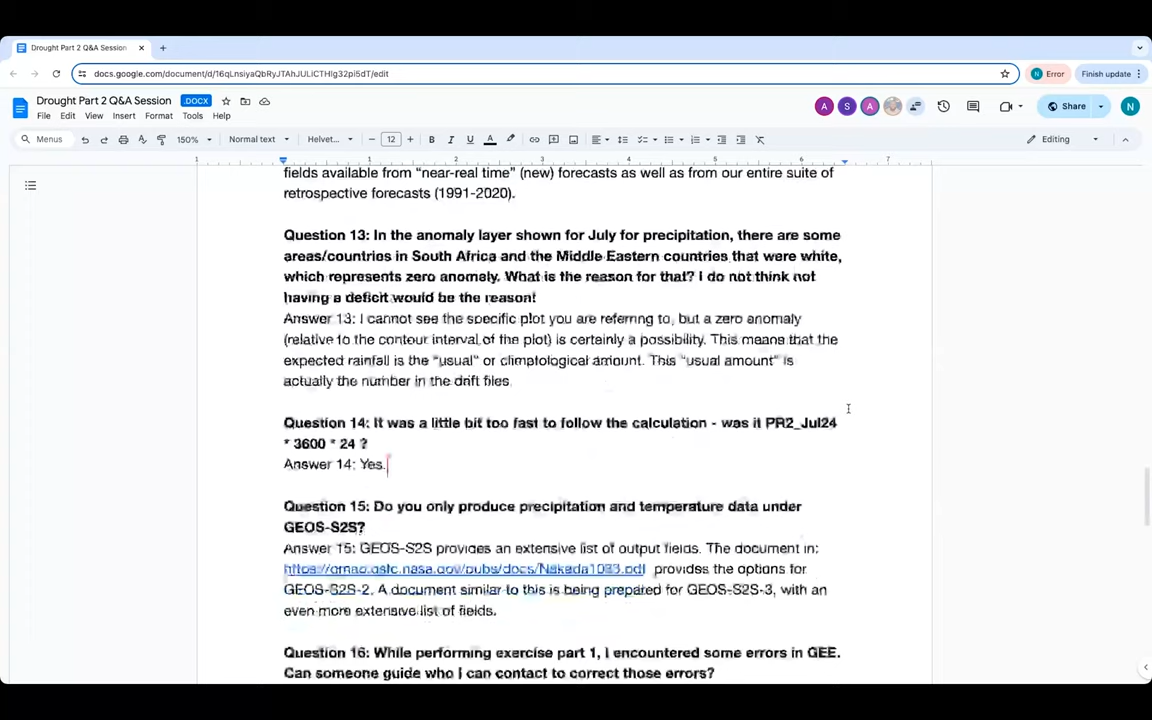 Drought Part 2 Q&A Session
docs.google.com/document/d/16qLnsiyaQbRyJTAhJULiCTHlg32pi5dT/edit
N Error
Finish update
Drought Part 2 Q&A Session .DOCX
File Edit View Insert Format Tools Help
A S A N
Share
Menus 150% Normal text Helvet... 12 B I U A Editing
1 1 2 3 4 5 6 7
fields available from “near-real time” (new) forecasts as well as from our entire suite of
retrospective forecasts (1991-2020).
Question 13: In the anomaly layer shown for July for precipitation, there are some
areas/countries in South Africa and the Middle Eastern countries that were white,
which represents zero anomaly. What is the reason for that? I do not think not
having a deficit would be the reason!
Answer 13: I cannot see the specific plot you are referring to, but a zero anomaly
(relative to the contour interval of the plot) is certainly a possibility. This means that the
expected rainfall is the “usual” or climatological amount. This “usual amount” is
actually the number in the drift files.
Question 14: It was a little bit too fast to follow the calculation - was it PR2_Jul24
* 3600 * 24 ?
Answer 14: Yes.
Question 15: Do you only produce precipitation and temperature data under
GEOS-S2S?
Answer 15: GEOS-S2S provides an extensive list of output fields. The document in:
provides the options for
GEOS-S2S-2. A document similar to this is being prepared for GEOS-S2S-3, with an
even more extensive list of fields.
Question 16: While performing exercise part 1, I encountered some errors in GEE.
Can someone guide who I can contact to correct those errors?